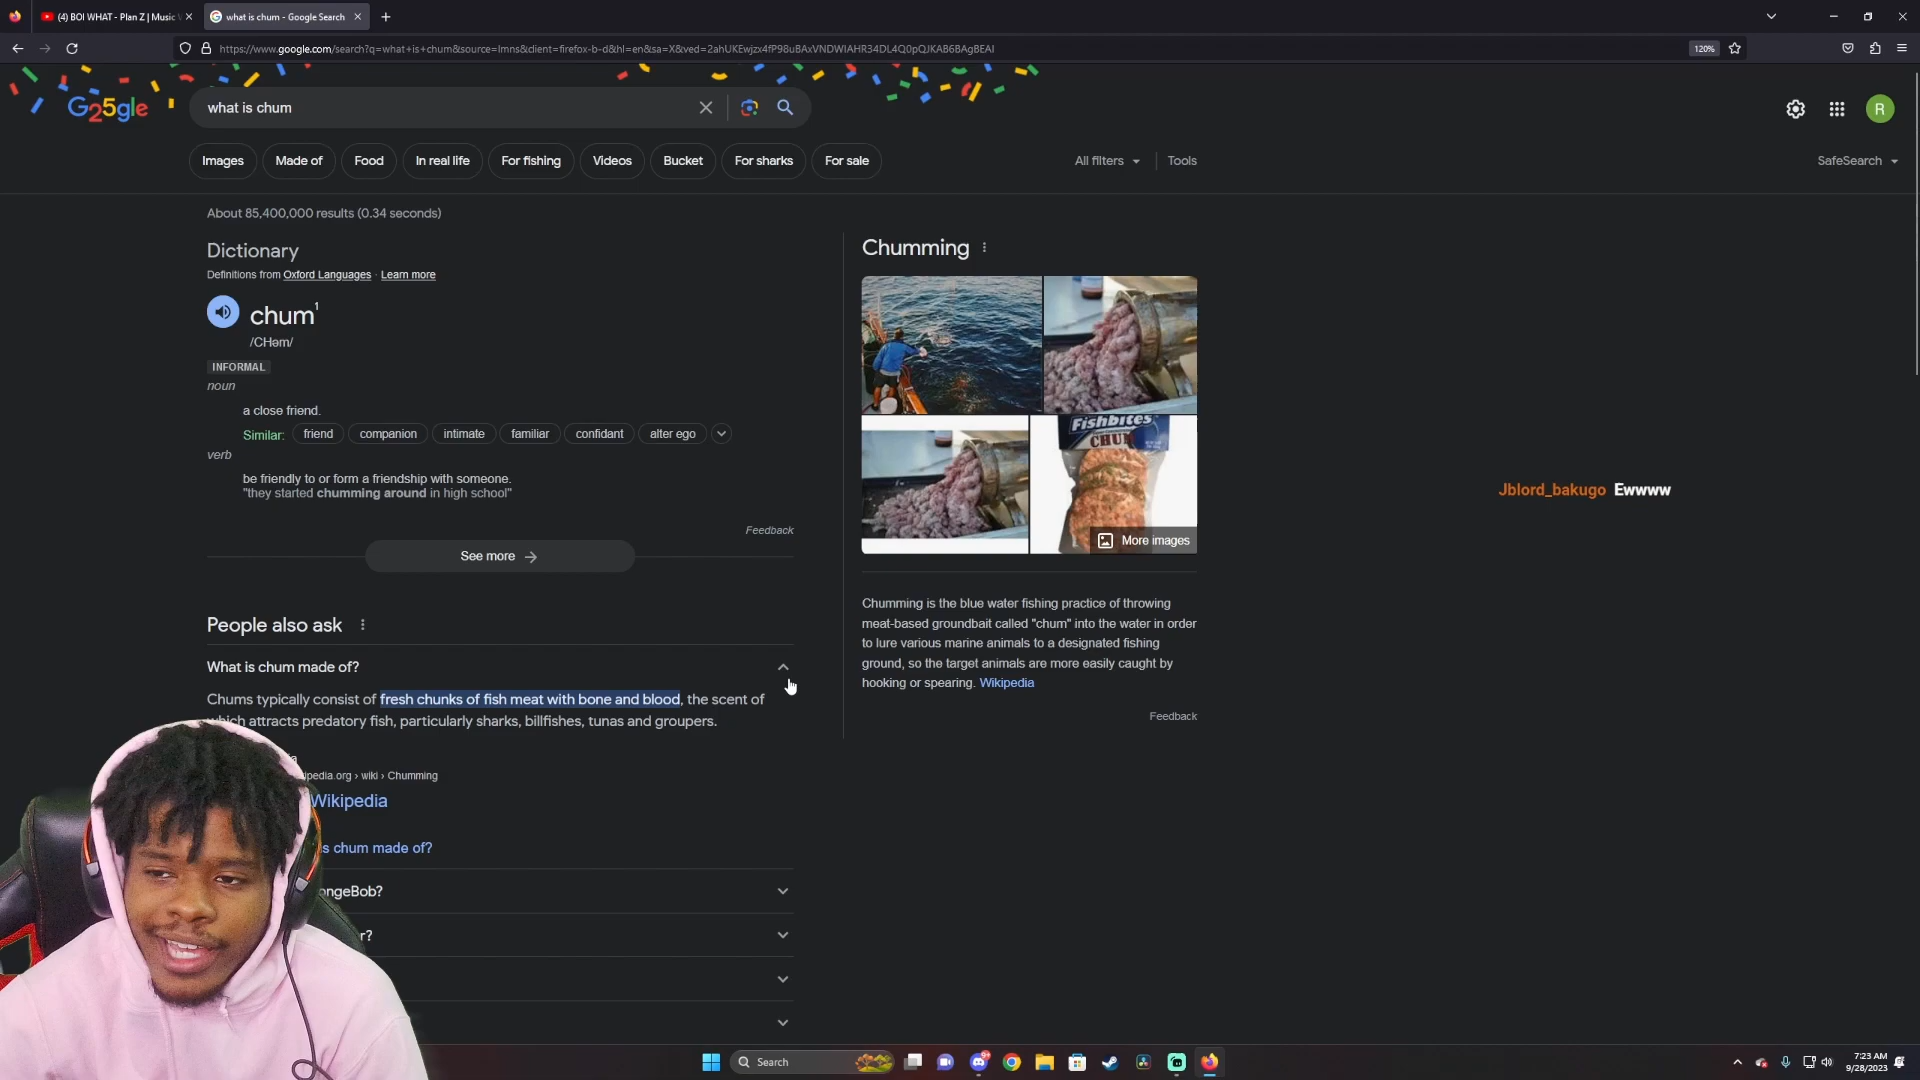 (4) BOI WHAT - Plan Z | Music
what is chum - Google Search
https://www.google.com/search?q=what+is+chum&source=lmns&client=firefox-b-d&hl=en&sa=X&ved=2ahUKEwjzx4fP98uBAxVNDWIAHR34DL4Q0pQJKAB6BAgBEAI
120%
G25gle
what is chum
R
Images
Made of
Food
In real life
For fishing
Videos
Bucket
For sharks
For sale
All filters
Tools
SafeSearch
About 85,400,000 results (0.34 seconds)
Dictionary
Definitions from Oxford Languages · Learn more
chum1
/CHəm/
INFORMAL
noun
a close friend.
Similar: friend companion intimate familiar confidant alter ego
verb
be friendly to or form a friendship with someone.
"they started chumming around in high school"
Feedback
See more
People also ask
What is chum made of?
Chums typically consist of fresh chunks of fish meat with bone and blood, the scent of
which attracts predatory fish, particularly sharks, billfishes, tunas and groupers.
pedia.org › wiki › Chumming
Wikipedia
is chum made of?
ongeBob?
r?
Chumming
Fishbites
CHUM
More images
Chumming is the blue water fishing practice of throwing
meat-based groundbait called "chum" into the water in order
to lure various marine animals to a designated fishing
ground, so the target animals are more easily caught by
hooking or spearing. Wikipedia
Feedback
Jblord_bakugo Ewwww
Search
7:23 AM
9/28/2023